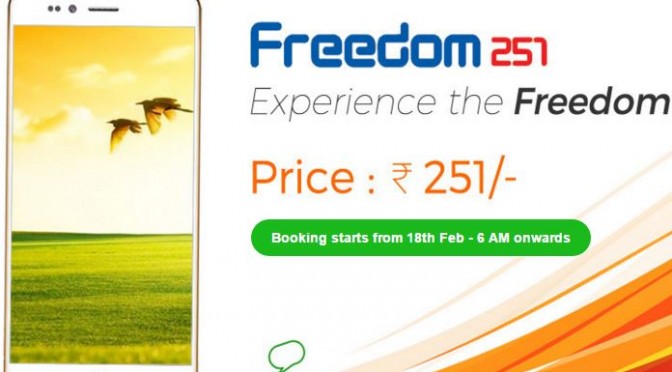 Freedom 251
Experience the Freedom
Price : ₹ 251/-
Booking starts from 18th Feb - 6 AM onwards